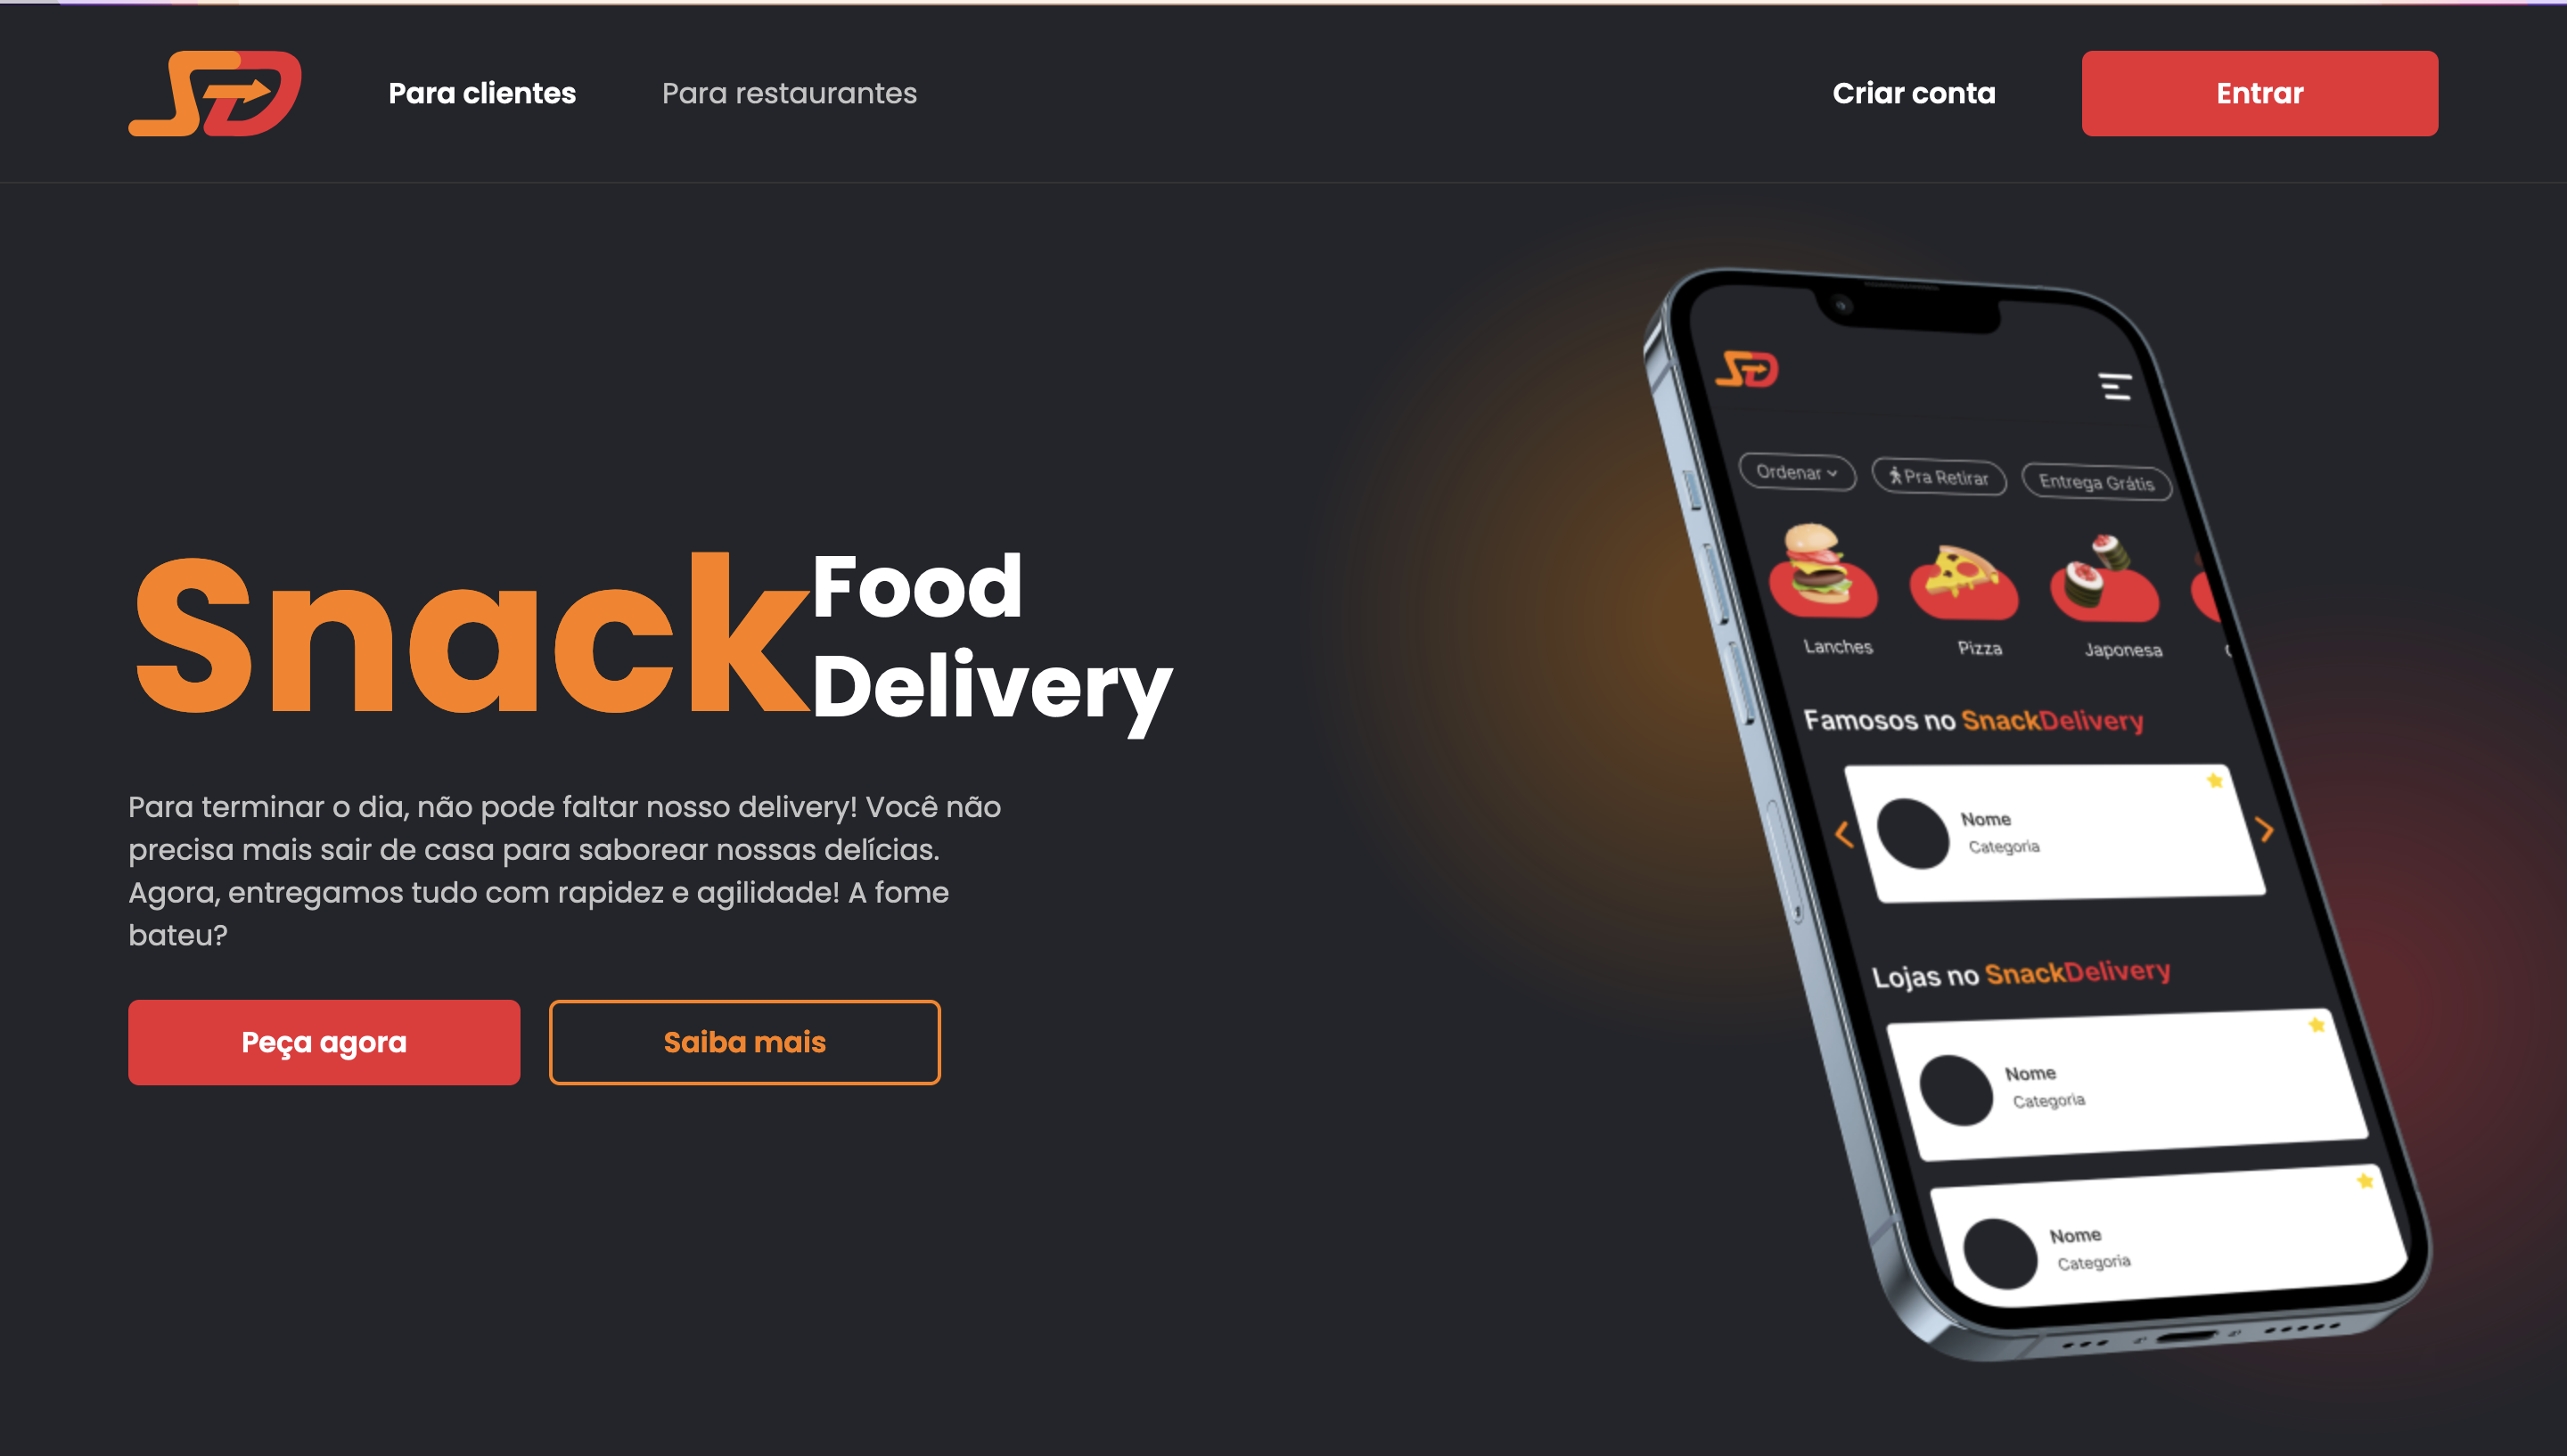 SD
Para clientes
Para restaurantes
Criar conta
Entrar
Snack
Food
Delivery
Para terminar o dia, não pode faltar nosso delivery! Você não
precisa mais sair de casa para saborear nossas delícias.
Agora, entregamos tudo com rapidez e agilidade! A fome
bateu?
Peça agora
Saiba mais
SD
Ordenar
Pra Retirar
Entrega Grátis
Lanches
Pizza
Japonesa
Famosos no SnackDelivery
Nome
Categoria
Lojas no SnackDelivery
Nome
Categoria
Nome
Categoria